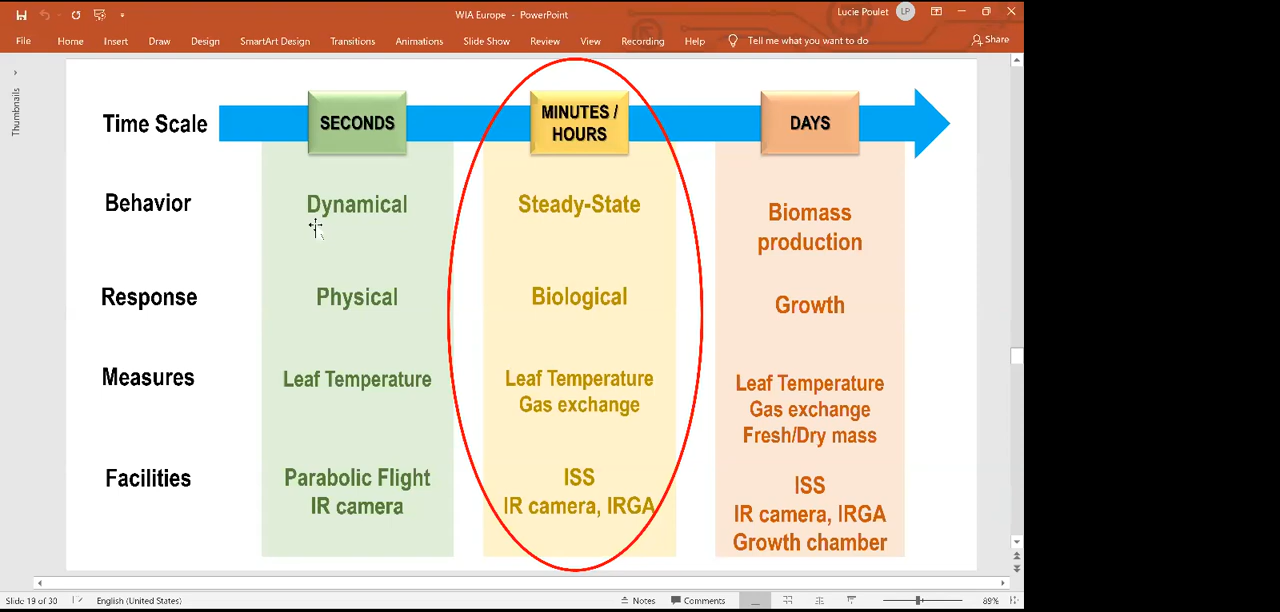 WIA Europe - PowerPoint
Lucie Poulet
LP
File Home Insert Draw Design SmartArt Design Transitions Animations Slide Show Review View Recording Help Tell me what you want to do Share
Thumbnails
Time Scale
SECONDS
MINUTES /
HOURS
DAYS
Behavior
Dynamical
Steady-State
Biomass
production
Response
Physical
Biological
Growth
Measures
Leaf Temperature
Leaf Temperature
Gas exchange
Leaf Temperature
Gas exchange
Fresh/Dry mass
Facilities
Parabolic Flight
IR camera
ISS
IR camera, IRGA
ISS
IR camera, IRGA
Growth chamber
Slide 19 of 30 English (United States) Notes Comments 89%